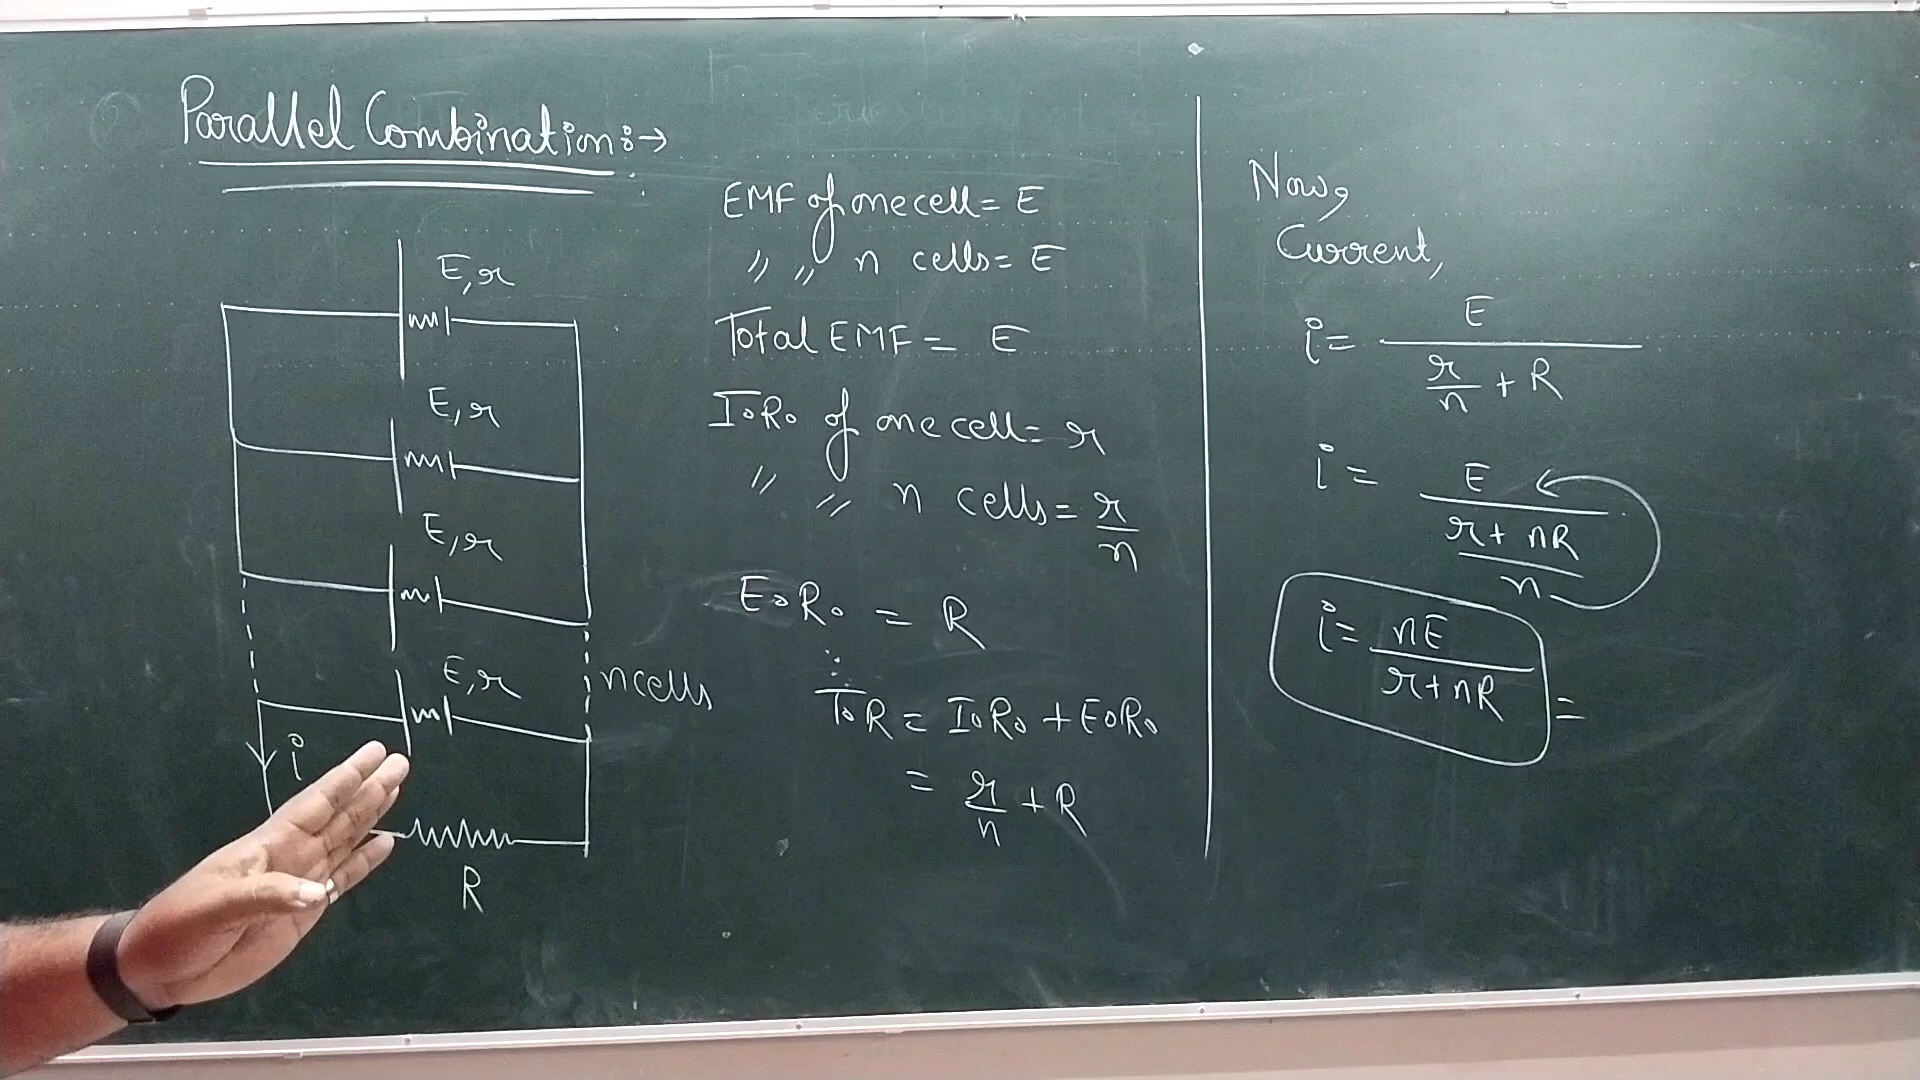 Parallel Combination:→
E,r
E,r
E,r
E,r
n cells
i
R
EMF of one cell = E
" " n cells = E
Total EMF = E
I.R. of one cell = r
" " n cells = r/n
E.R. = R
∴
T.R = I.R. + E.R.
= r/n + R
Now,
Current,
i = E / (r/n + R)
i = E / ((r + nR)/n)
i = nE / (r + nR) =